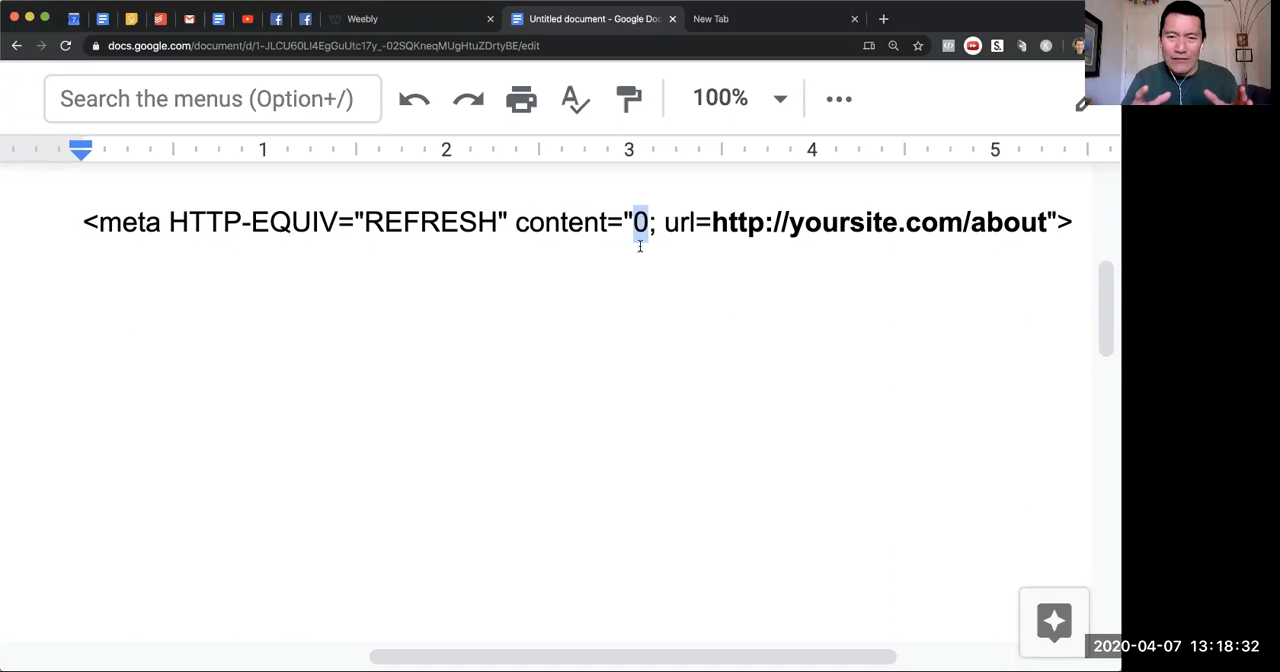 Weebly
Untitled document - Google Doc
New Tab
docs.google.com/document/d/1-JLCU60LI4EgGuUtc17y_-02SQKneqMUgHtuZDrtyBE/edit
Search the menus (Option+/)
100%
1 2 3 4 5
<meta HTTP-EQUIV="REFRESH" content="0; url=http://yoursite.com/about">
2020-04-07 13:18:32